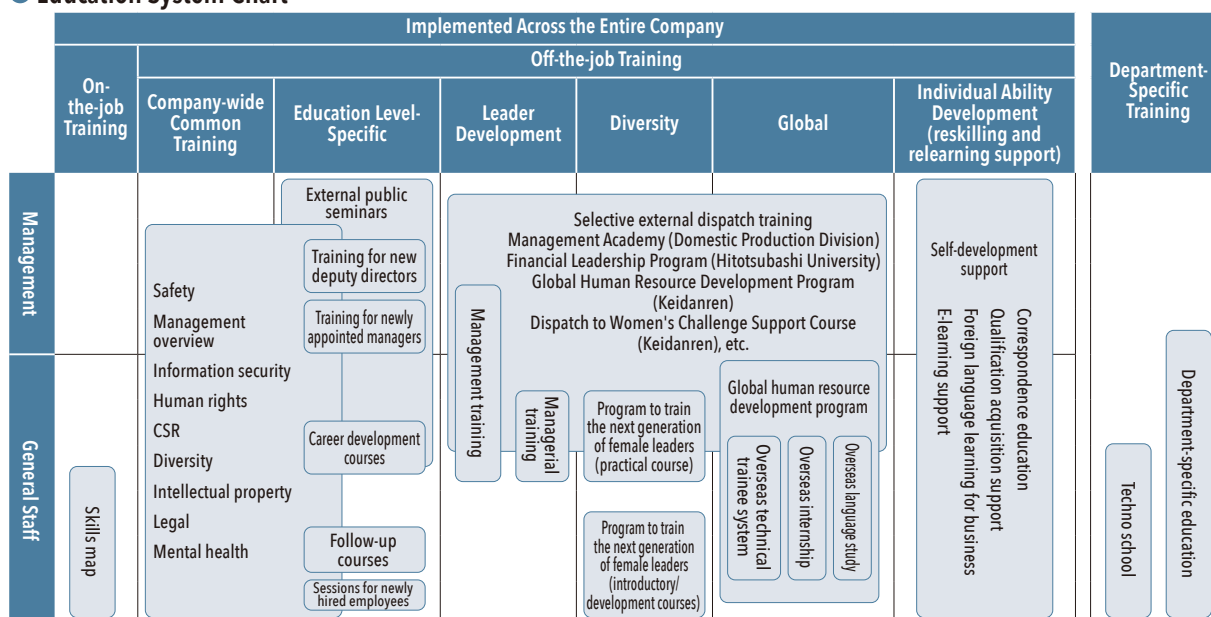 Education System Chart
Implemented Across the Entire Company
Off-the-job Training
On-
the-job
Training
Company-wide
Common
Training
Education Level-
Specific
Leader
Development
Diversity
Global
Individual Ability
Development
(reskilling and
relearning support)
Department-
Specific
Training
Management
General Staff
Skills map
Safety
Management
overview
Information security
Human rights
CSR
Diversity
Intellectual property
Legal
Mental health
External public
seminars
Training for new
deputy directors
Training for newly
appointed managers
Career development
courses
Follow-up
courses
Sessions for newly
hired employees
Selective external dispatch training
Management Academy (Domestic Production Division)
Financial Leadership Program (Hitotsubashi University)
Global Human Resource Development Program
(Keidanren)
Dispatch to Women's Challenge Support Course
(Keidanren), etc.
Management training
Managerial
training
Program to train
the next generation
of female leaders
(practical course)
Program to train
the next generation
of female leaders
(introductory/
development courses)
Global human resource
development program
Overseas technical
trainee system
Overseas internship
Overseas language study
Self-development
support
Correspondence education
Qualification acquisition support
Foreign language learning for business
E-learning support
Techno school
Department-specific education